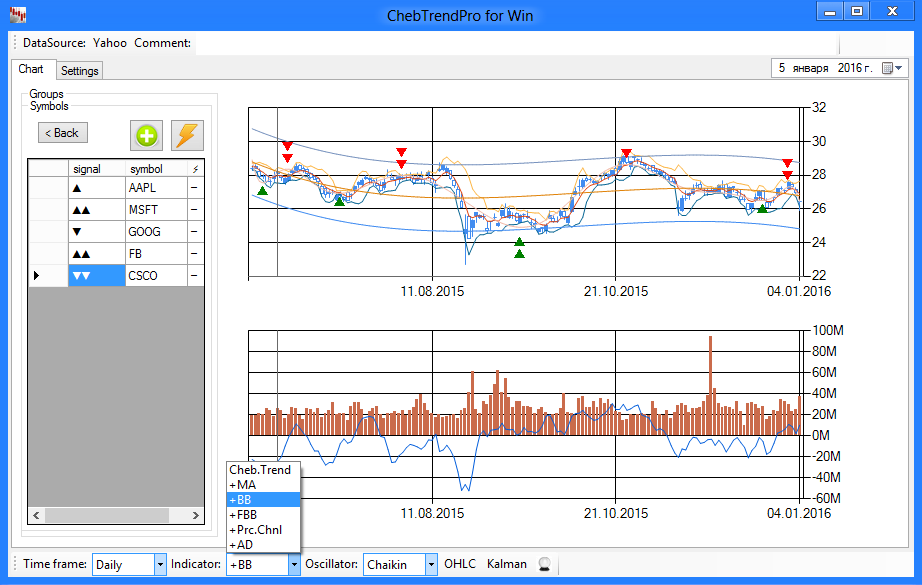 ChebTrendPro for Win
DataSource: Yahoo Comment:
Chart Settings
5 января 2016 г.
Groups
Symbols
< Back
signal symbol
AAPL
MSFT
GOOG
FB
CSCO
32
30
28
26
24
22
11.08.2015 21.10.2015 04.01.2016
100M
80M
60M
40M
20M
0M
-20M
-40M
-60M
11.08.2015 21.10.2015 04.01.2016
Cheb.Trend
+MA
+BB
+FBB
+Prc.Chnl
+AD
Time frame: Daily Indicator: +BB Oscillator: Chaikin OHLC Kalman